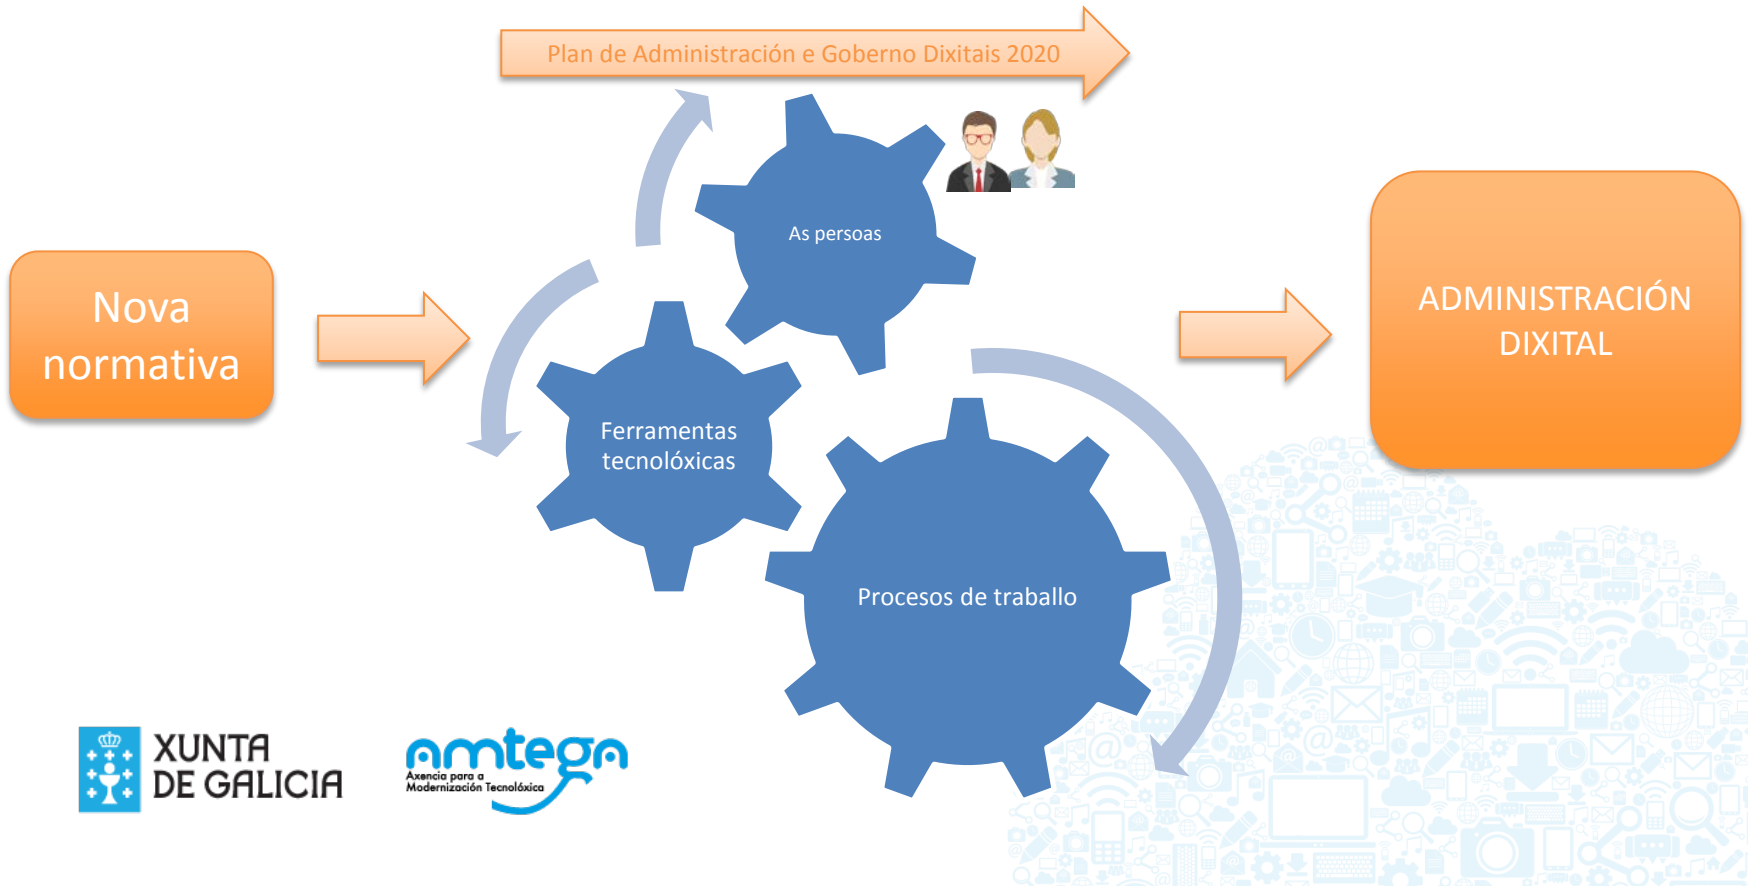 Plan de Administración e Goberno Dixitais 2020
As persoas
Nova
normativa
ADMINISTRACIÓN
DIXITAL
Ferramentas
tecnolóxicas
Procesos de traballo
XUNTA
DE GALICIA
amtega
Axencia para a
Modernización Tecnolóxica